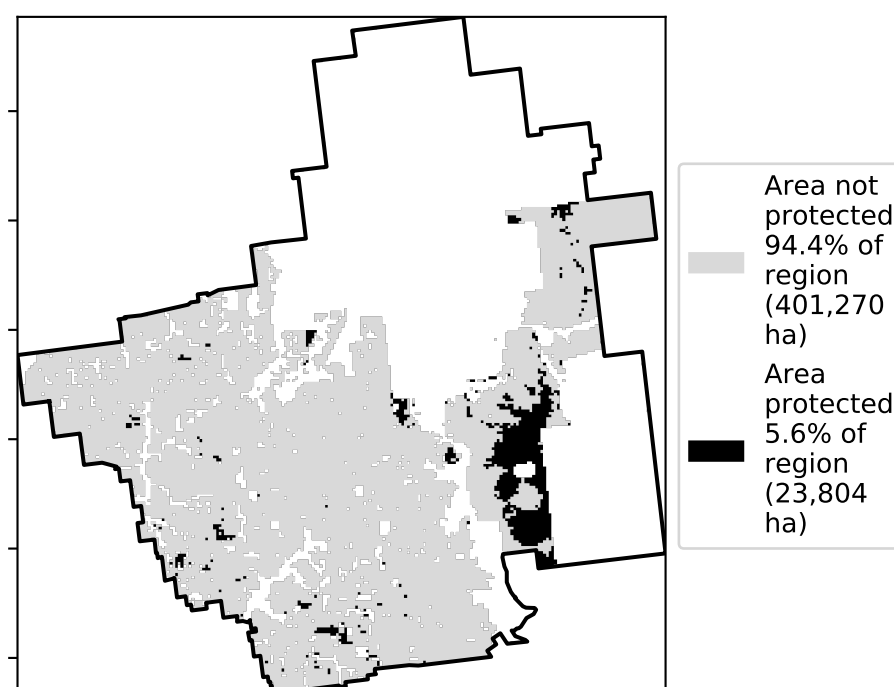 Area not
protected
94.4% of
region
(401,270
ha)
Area
protected
5.6% of
region
(23,804
ha)